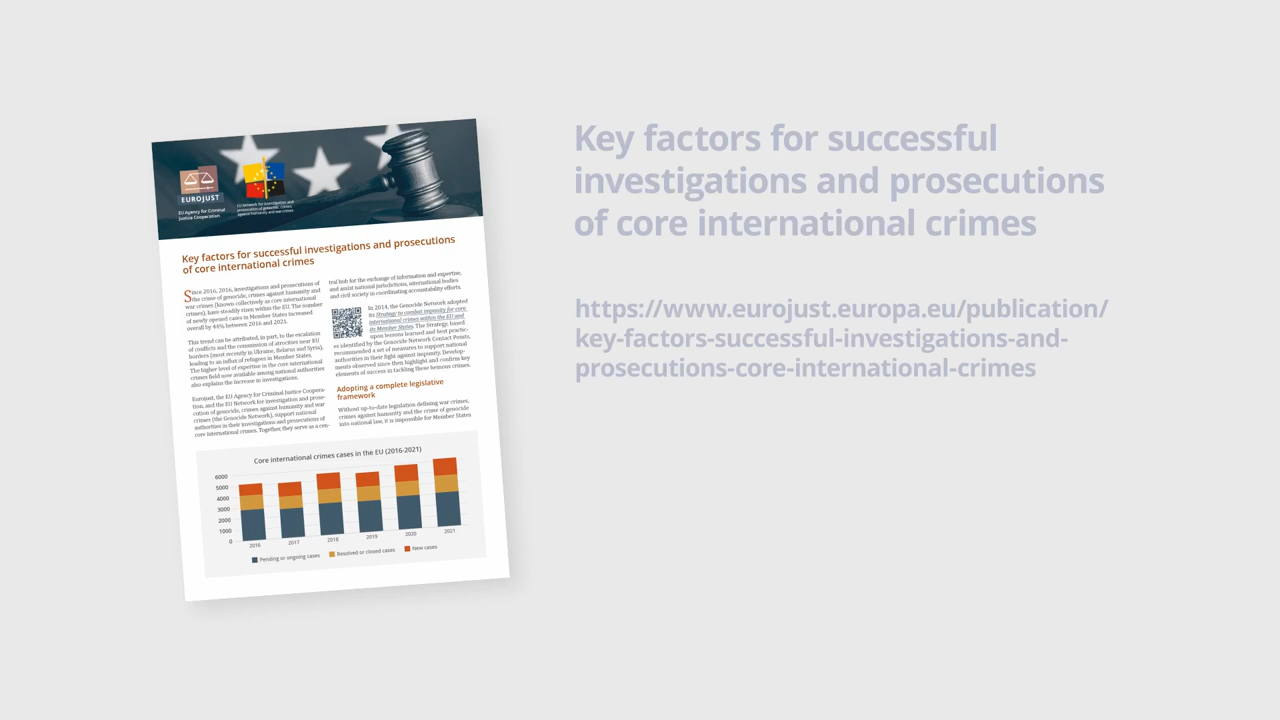 EUROJUST
EU Agency for Criminal
Justice Cooperation
EU Network for investigation and
prosecution of genocide, crimes
against humanity and war crimes
Key factors for successful investigations and prosecutions
of core international crimes
Since 2016, 2016, investigations and prosecutions of
the crime of genocide, crimes against humanity and
war crimes (known collectively as core international
crimes), have steadily risen within the EU. The number
of newly opened cases in Member States increased
overall by 44% between 2016 and 2021.
This trend can be attributed, in part, to the escalation
of conflicts and the commission of atrocities near EU
borders (most recently in Ukraine, Belarus and Syria),
leading to an influx of refugees in Member States.
The higher level of expertise in the core international
crimes field now available among national authorities
also explains the increase in investigations.
Eurojust, the EU Agency for Criminal Justice Coopera-
tion, and the EU Network for investigation and prose-
cution of genocide, crimes against humanity and war
crimes (the Genocide Network), support national
authorities in their investigations and prosecutions of
core international crimes. Together, they serve as a cen-
tral hub for the exchange of information and expertise,
and assist national jurisdictions, international bodies
and civil society in coordinating accountability efforts.
In 2014, the Genocide Network adopted
its Strategy to combat impunity for core
international crimes within the EU and
its Member States. The Strategy, based
upon lessons learned and best practic-
es identified by the Genocide Network Contact Points,
recommended a set of measures to support national
authorities in their fight against impunity. Develop-
ments observed since then highlight and confirm key
elements of success in tackling these heinous crimes.
Adopting a complete legislative
framework
Without up-to-date legislation defining war crimes,
crimes against humanity and the crime of genocide
into national law, it is impossible for Member States
Core international crimes cases in the EU (2016-2021)
6000
5000
4000
3000
2000
1000
0
2016 2017 2018 2019 2020 2021
Pending or ongoing cases Resolved or closed cases New cases
Key factors for successful
investigations and prosecutions
of core international crimes
https://www.eurojust.europa.eu/publication/
key-factors-successful-investigations-and-
prosecutions-core-international-crimes